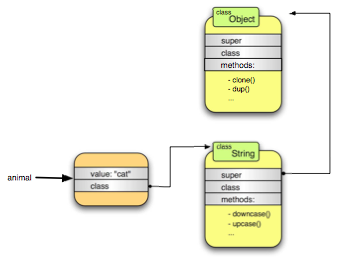 class
Object
super
class
methods:
- clone()
- dup()
...
animal
value: "cat"
class
class
String
super
class
methods:
- downcase()
- upcase()
...